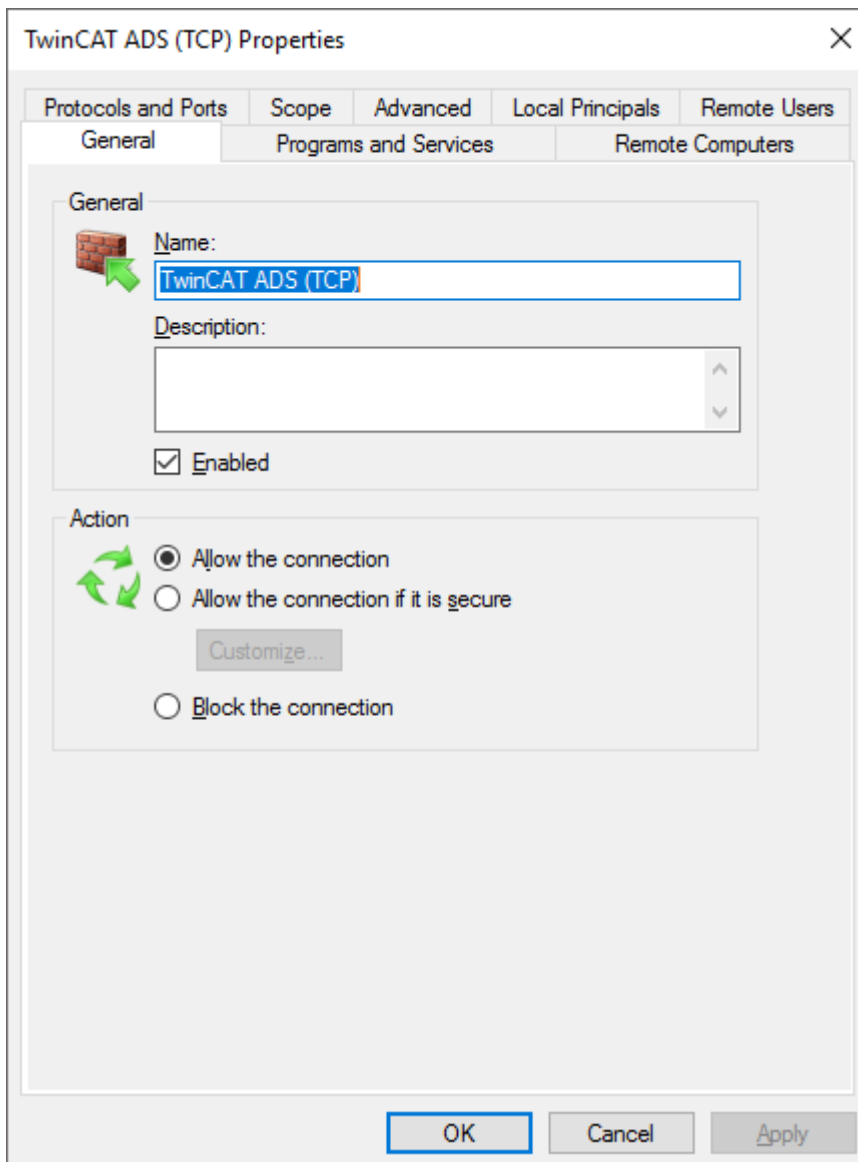 TwinCAT ADS (TCP) Properties
Protocols and Ports Scope Advanced Local Principals Remote Users
General Programs and Services Remote Computers
General
Name:
TwinCAT ADS (TCP)
Description:
Enabled
Action
Allow the connection
Allow the connection if it is secure
Customize...
Block the connection
OK Cancel Apply